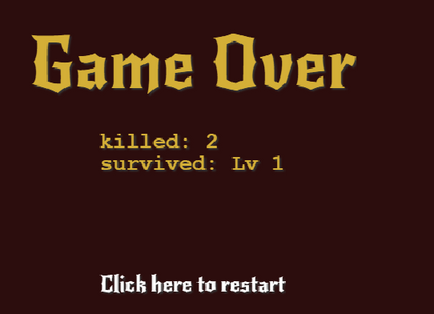 Game Over
killed: 2
survived: Lv 1
Click here to restart